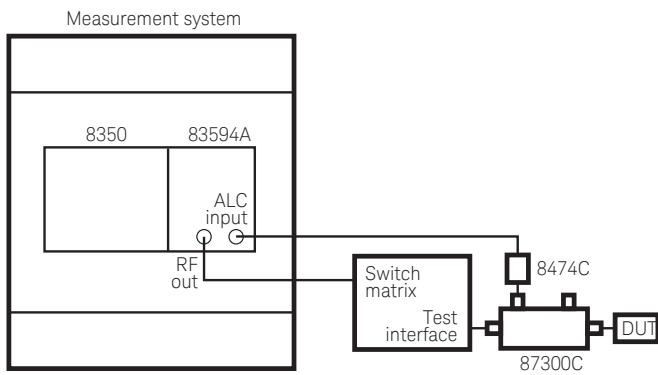 Measurement system
8350
83594A
ALC
input
RF
out
8474C
Switch
matrix
Test
interface
DUT
87300C